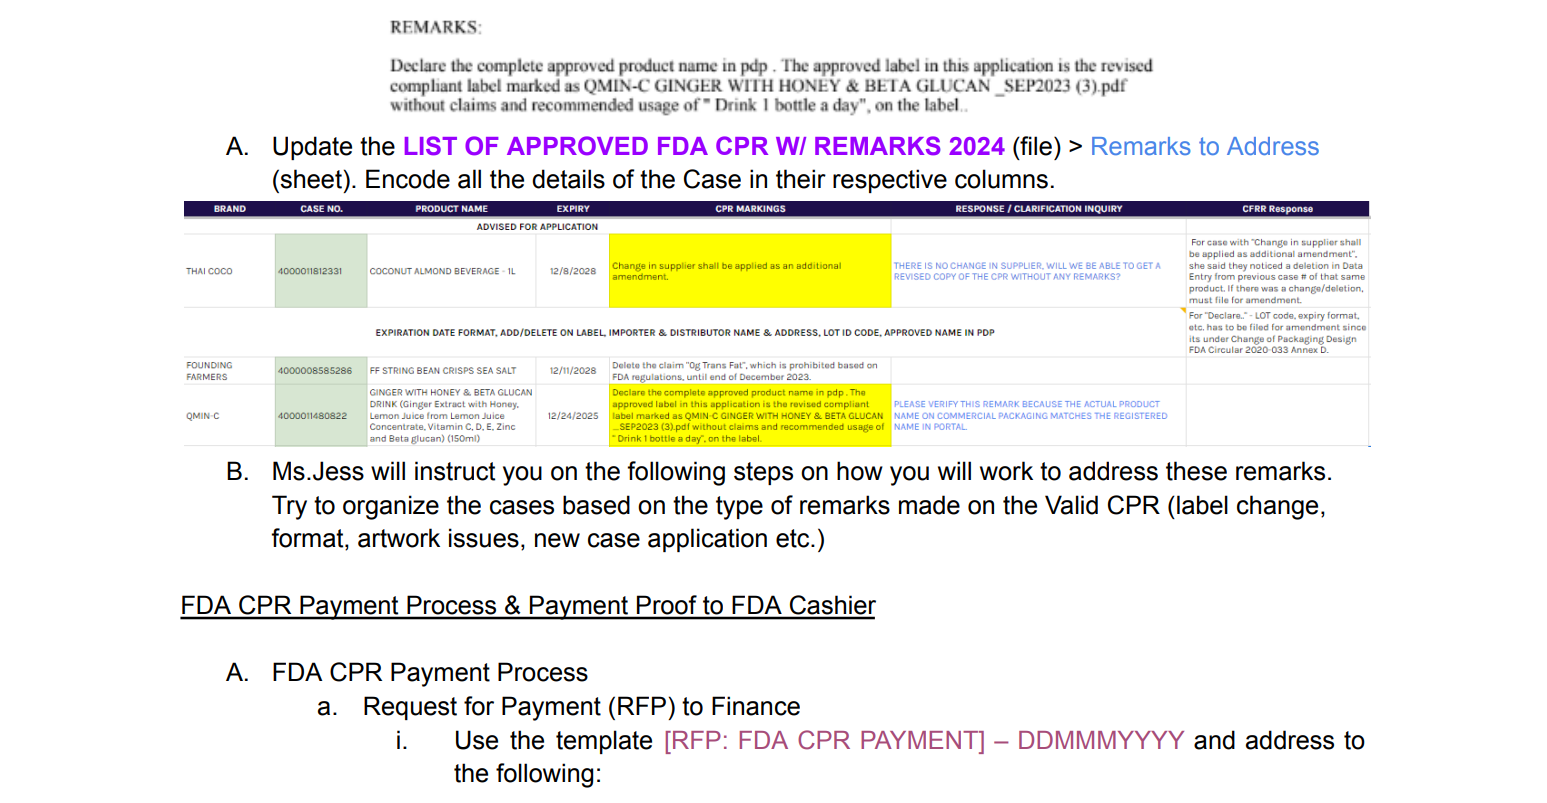 REMARKS:
Declare the complete approved product name in pdp . The approved label in this application is the revised
compliant label marked as QMIN-C GINGER WITH HONEY & BETA GLUCAN _SEP2023 (3).pdf
without claims and recommended usage of " Drink 1 bottle a day", on the label..
A. Update the LIST OF APPROVED FDA CPR W/ REMARKS 2024 (file) > Remarks to Address
(sheet). Encode all the details of the Case in their respective columns.
BRAND CASE NO. PRODUCT NAME EXPIRY CPR MARKINGS RESPONSE / CLARIFICATION INQUIRY CFRR Response
ADVISED FOR APPLICATION
THAI COCO
4000011812331
COCONUT ALMOND BEVERAGE - 1L
12/8/2028
Change in supplier shall be applied as an additional
amendment.
THERE IS NO CHANGE IN SUPPLIER, WILL WE BE ABLE TO GET A
REVISED COPY OF THE CPR WITHOUT ANY REMARKS?
For case with "Change in supplier shall
be applied as additional amendment",
she said they noticed a deletion in Data
Entry from previous case # of that same
product. If there was a change/deletion,
must file for amendment.
EXPIRATION DATE FORMAT, ADD/DELETE ON LABEL, IMPORTER & DISTRIBUTOR NAME & ADDRESS, LOT ID CODE, APPROVED NAME IN PDP
For "Declare.." - LOT code, expiry format,
etc. has to be filed for amendment since
its under Change of Packaging Design
FDA Circular 2020-033 Annex D.
FOUNDING
FARMERS
4000008585286
FF STRING BEAN CRISPS SEA SALT
12/11/2028
Delete the claim "0g Trans Fat", which is prohibited based on
FDA regulations, until end of December 2023.
QMIN-C
4000011480822
GINGER WITH HONEY & BETA GLUCAN
DRINK (Ginger Extract with Honey,
Lemon Juice from Lemon Juice
Concentrate, Vitamin C, D, E, Zinc
and Beta glucan) (150ml)
12/24/2025
Declare the complete approved product name in pdp . The
approved label in this application is the revised compliant
label marked as QMIN-C GINGER WITH HONEY & BETA GLUCAN
_SEP2023 (3).pdf without claims and recommended usage of
" Drink 1 bottle a day", on the label.
PLEASE VERIFY THIS REMARK BECAUSE THE ACTUAL PRODUCT
NAME ON COMMERCIAL PACKAGING MATCHES THE REGISTERED
NAME IN PORTAL.
B. Ms.Jess will instruct you on the following steps on how you will work to address these remarks.
Try to organize the cases based on the type of remarks made on the Valid CPR (label change,
format, artwork issues, new case application etc.)
FDA CPR Payment Process & Payment Proof to FDA Cashier
A. FDA CPR Payment Process
a. Request for Payment (RFP) to Finance
i. Use the template [RFP: FDA CPR PAYMENT] – DDMMMYYYY and address to
the following: